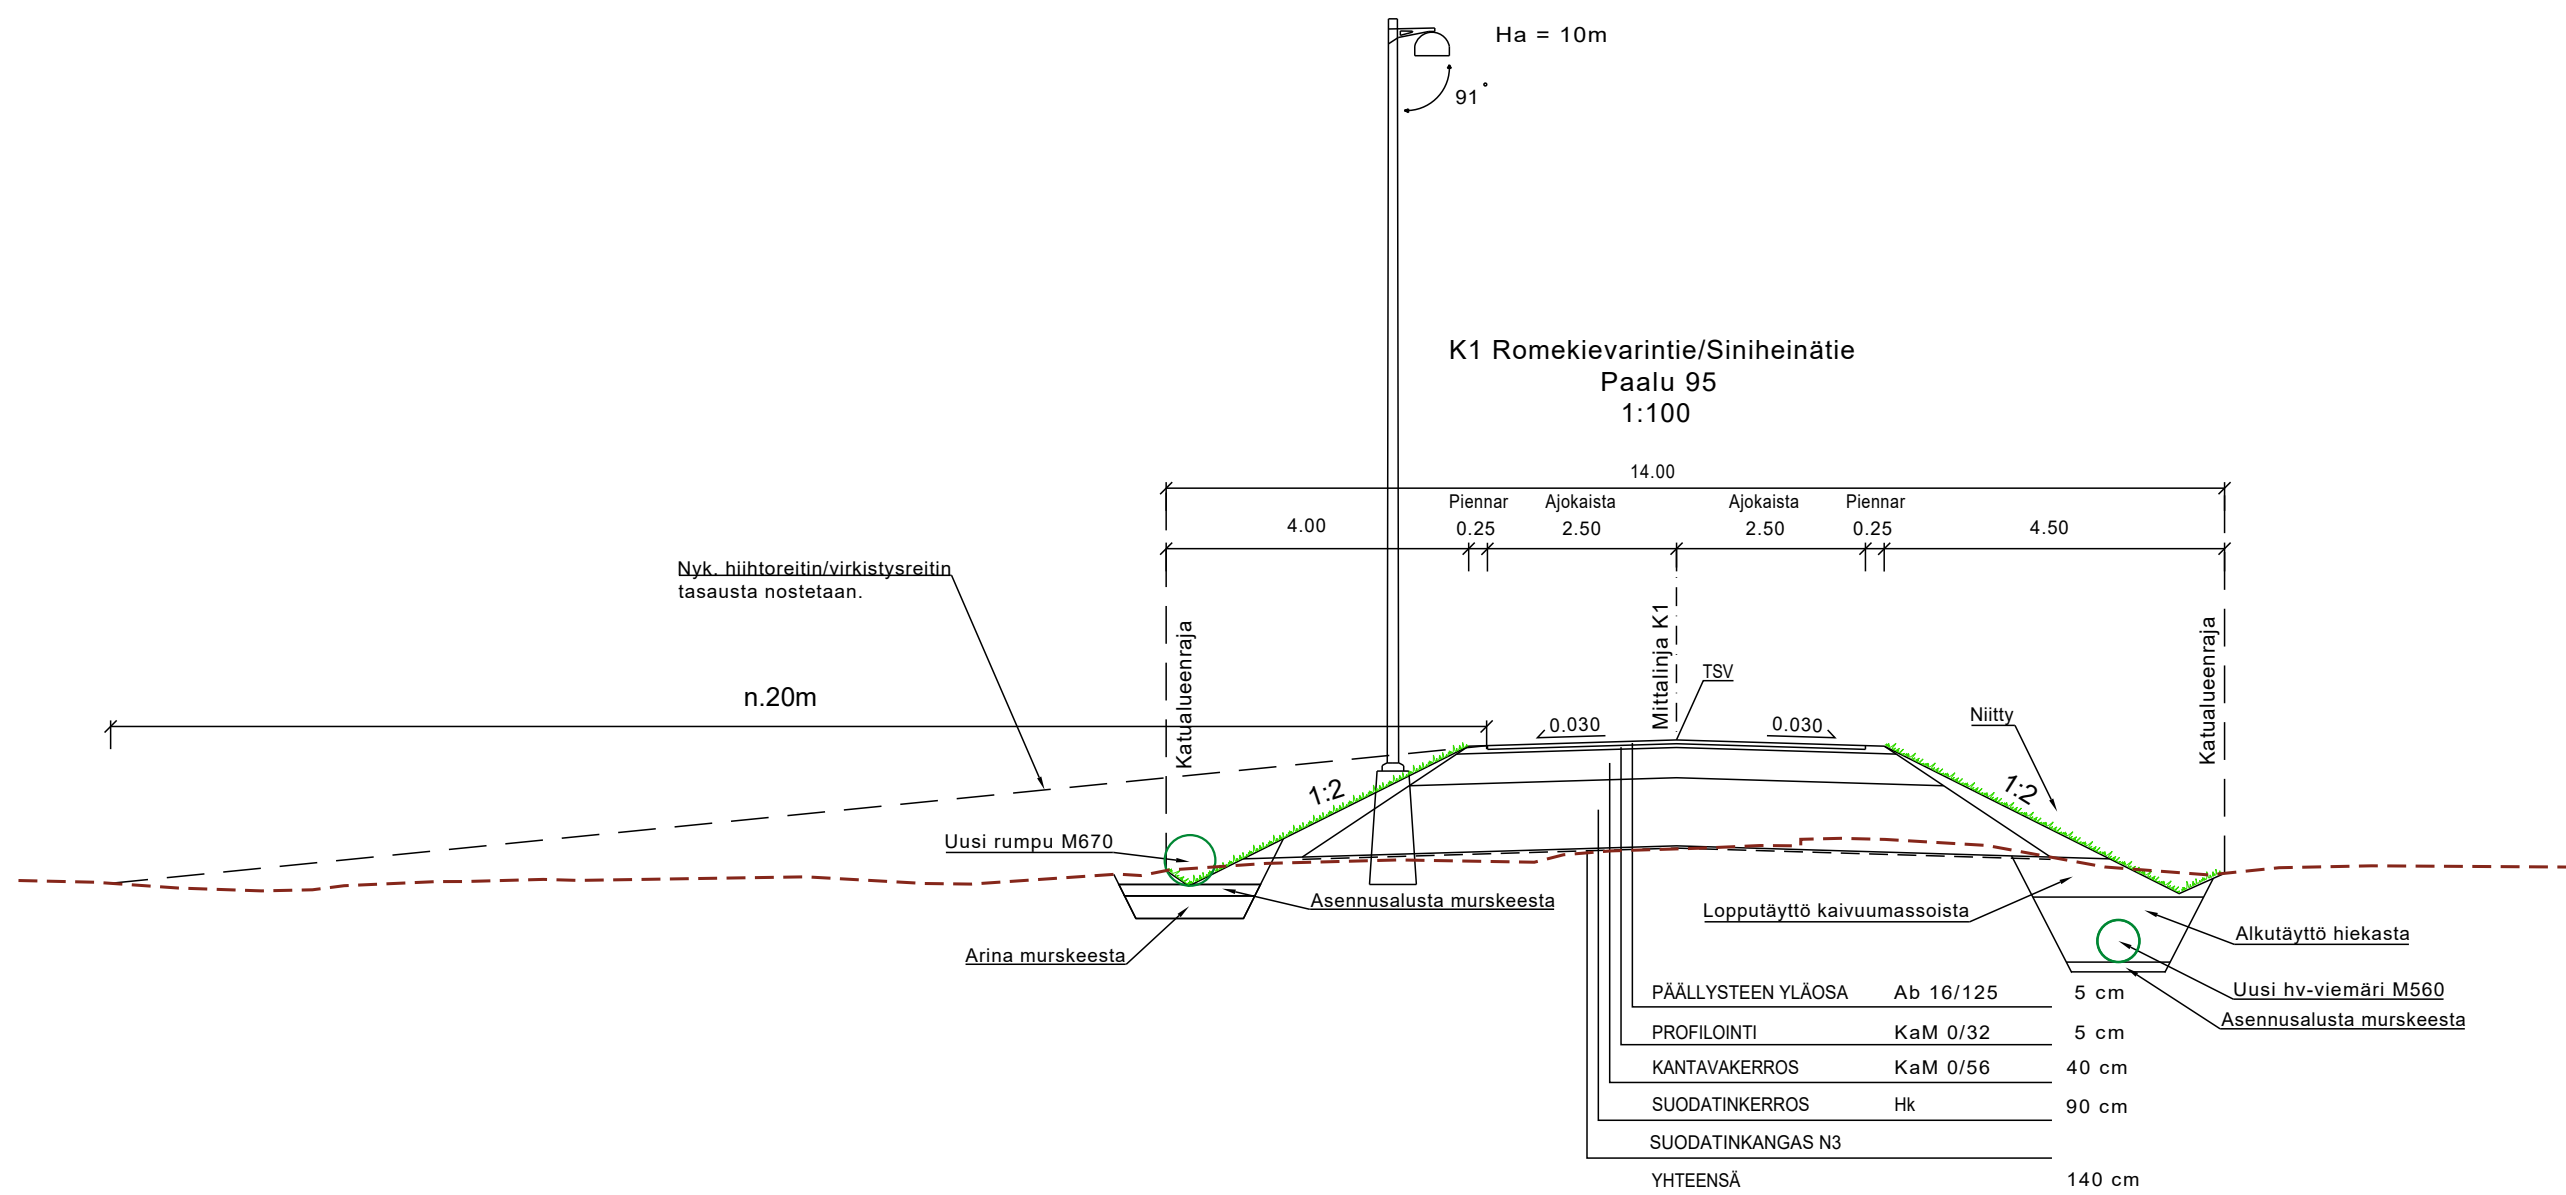 Ha = 10m
91°
K1 Romekievarintie/Siniheinätie
Paalu 95
1:100
14.00
Piennar Ajokaista Ajokaista Piennar
4.00 0.25 2.50 2.50 0.25 4.50
Nyk. hiihtoreitin/virkistysreitin
tasausta nostetaan.
Katualueenraja
Mittalinja K1
Katualueenraja
TSV
n.20m
0.030 0.030
Niitty
1:2
1:2
Uusi rumpu M670
Asennusalusta murskeesta
Arina murskeesta
Lopputäyttö kaivuumassoista
Alkutäyttö hiekasta
Uusi hv-viemäri M560
Asennusalusta murskeesta
PÄÄLLYSTEEN YLÄOSA Ab 16/125 5 cm
PROFILOINTI KaM 0/32 5 cm
KANTAVAKERROS KaM 0/56 40 cm
SUODATINKERROS Hk 90 cm
SUODATINKANGAS N3
YHTEENSÄ 140 cm